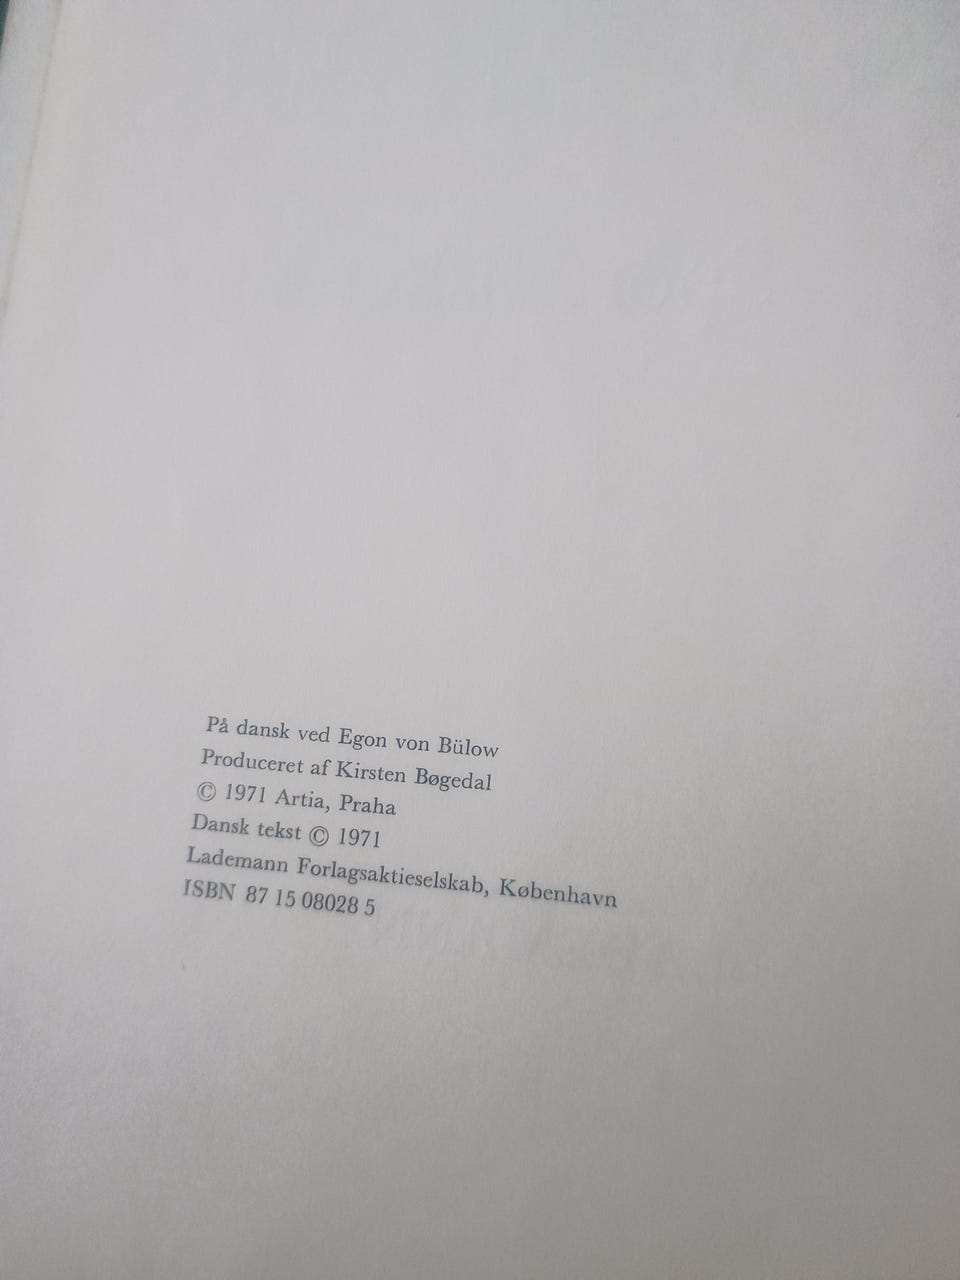 På dansk ved Egon von Bülow
Produceret af Kirsten Bøgedal
© 1971 Artia, Praha
Dansk tekst © 1971
Lademann Forlagsaktieselskab, København
ISBN 87 15 08028 5